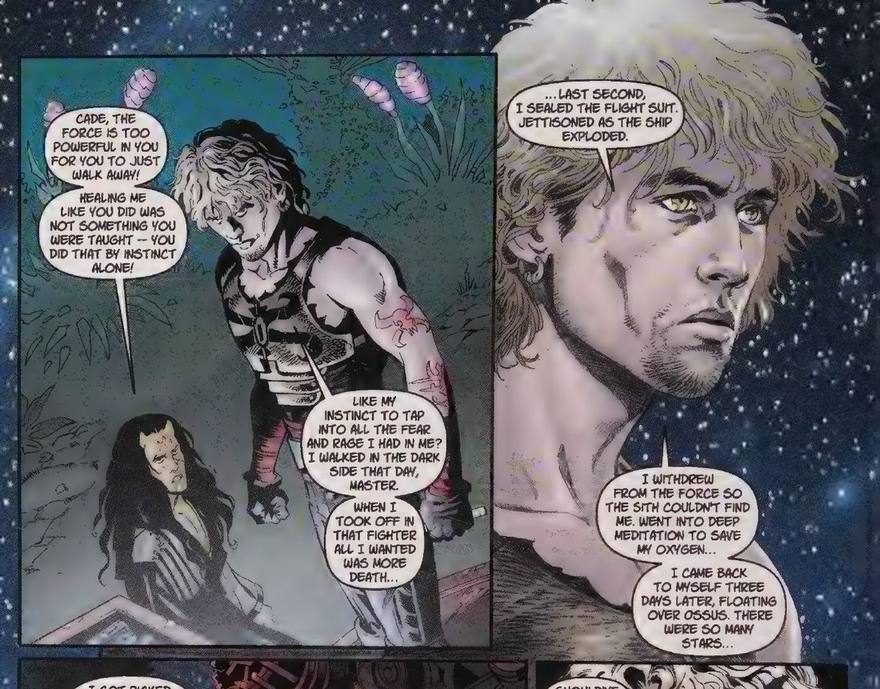 CADE, THE
FORCE IS TOO
POWERFUL IN YOU
FOR YOU TO JUST
WALK AWAY!
HEALING ME
LIKE YOU DID WAS
NOT SOMETHING YOU
WERE TAUGHT -- YOU
DID THAT BY INSTINCT
ALONE!
LIKE MY
INSTINCT TO TAP
INTO ALL THE FEAR
AND RAGE I HAD IN ME?
I WALKED IN THE DARK
SIDE THAT DAY,
MASTER.
WHEN I
TOOK OFF IN
THAT FIGHTER
ALL I WANTED
WAS MORE
DEATH...
...LAST SECOND,
I SEALED THE FLIGHT SUIT.
JETTISONED AS THE SHIP
EXPLODED.
I WITHDREW
FROM THE FORCE SO
THE SITH COULDN'T FIND
ME. WENT INTO DEEP
MEDITATION TO SAVE
MY OXYGEN...
I CAME BACK
TO MYSELF THREE
DAYS LATER, FLOATING
OVER OSSUS. THERE
WERE SO MANY
STARS...
I GOT PICKED